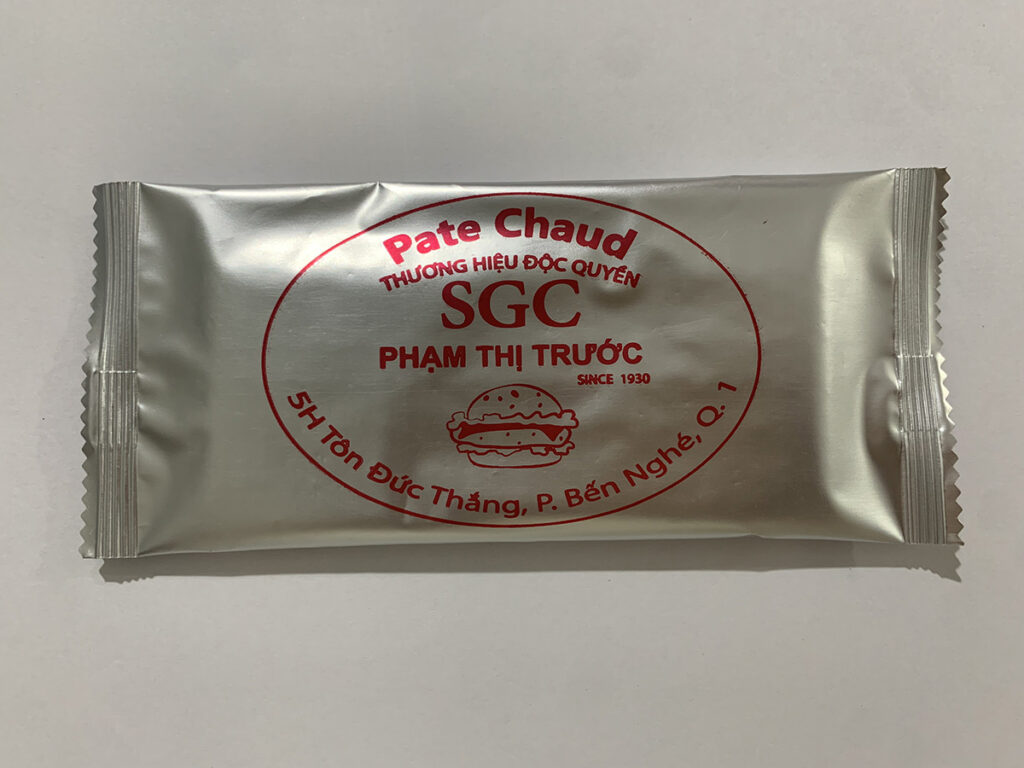 Pate Chaud
THƯƠNG HIỆU ĐỘC QUYỀN
SGC
PHẠM THỊ TRƯỚC
SINCE 1930
5H Tôn Đức Thắng, P. Bến Nghé, Q. 1